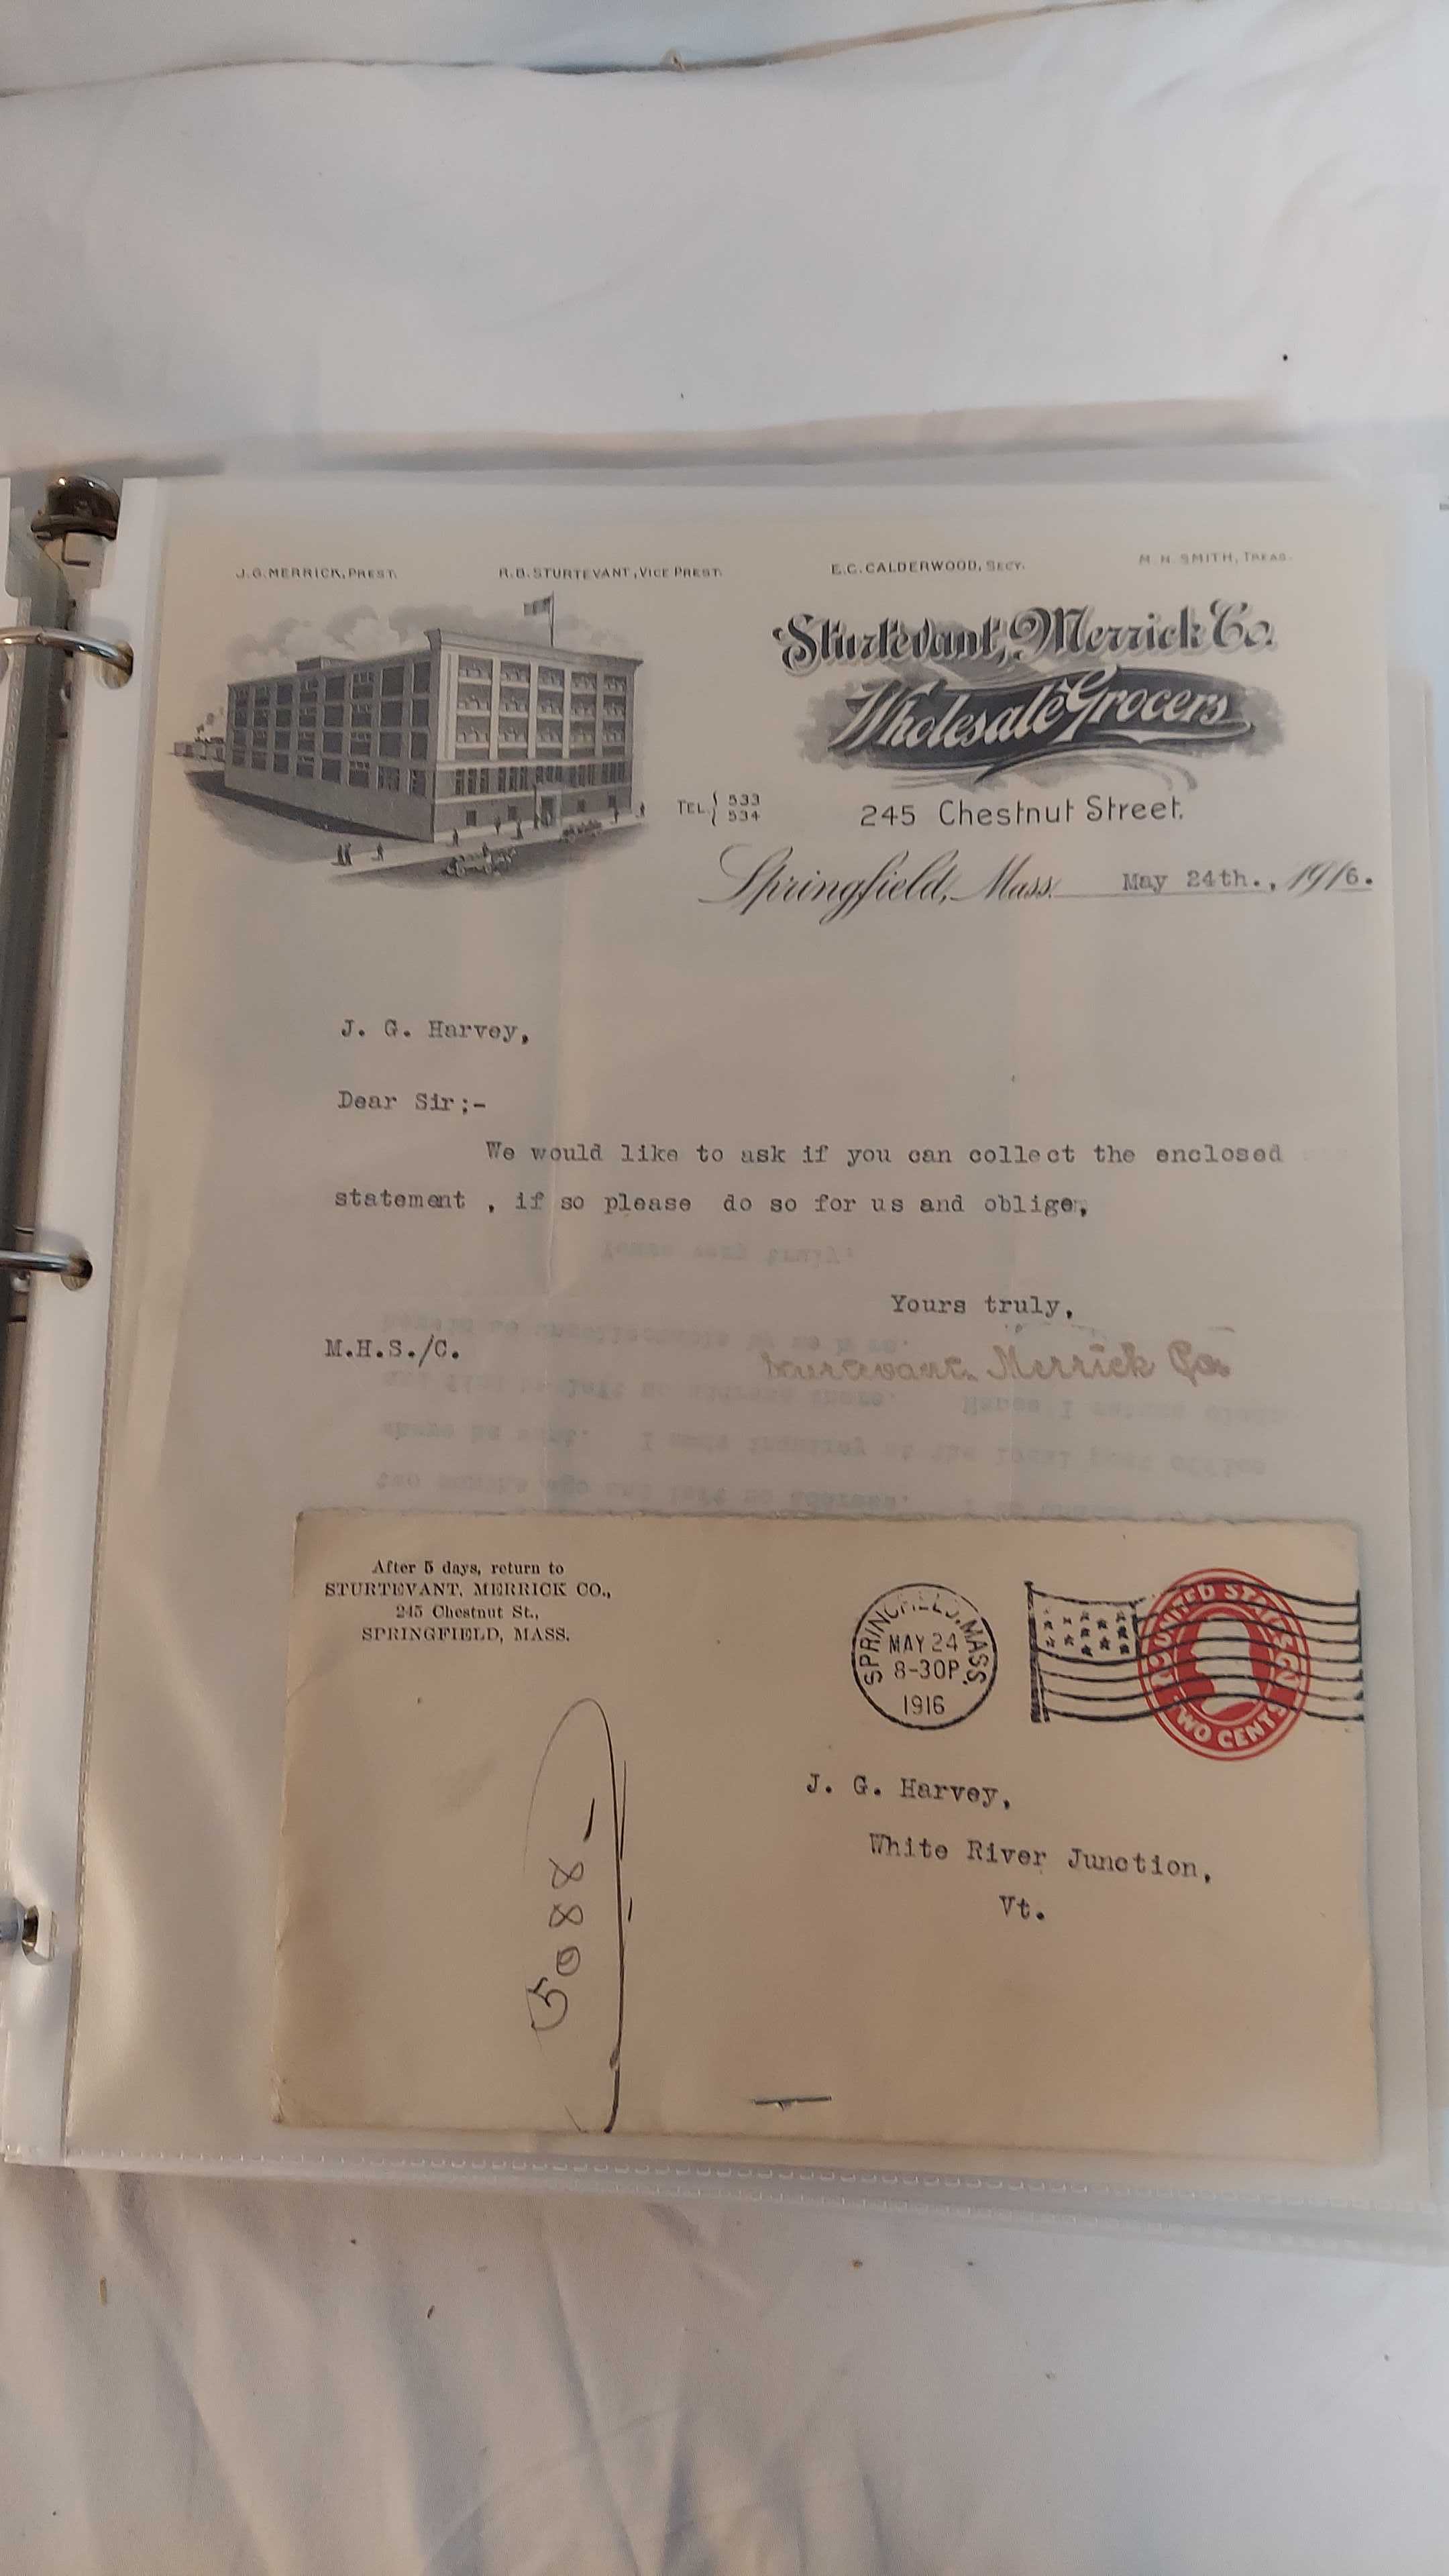 J.G. MERRICK, PREST. R.B. STURTEVANT, VICE PREST. E.C. CALDERWOOD, SECY. M.H. SMITH, TREAS.
Sturtevant, Merrick Co.
Wholesale Grocers
TEL. { 533
534
245 Chestnut Street.
Springfield, Mass. May 24th., 1916.
J. G. Harvey,
Dear Sir;-
We would like to ask if you can collect the enclosed
statement , if so please do so for us and oblige,
Yours truly,
M.H.S./C.
Sturtevant, Merrick Co.
After 5 days, return to
STURTEVANT, MERRICK CO.,
245 Chestnut St.,
SPRINGFIELD, MASS.
SPRINGFIELD, MASS.
MAY 24
8-30P
1916
UNITED STATES
TWO CENTS
J. G. Harvey,
White River Junction,
Vt.
5088-